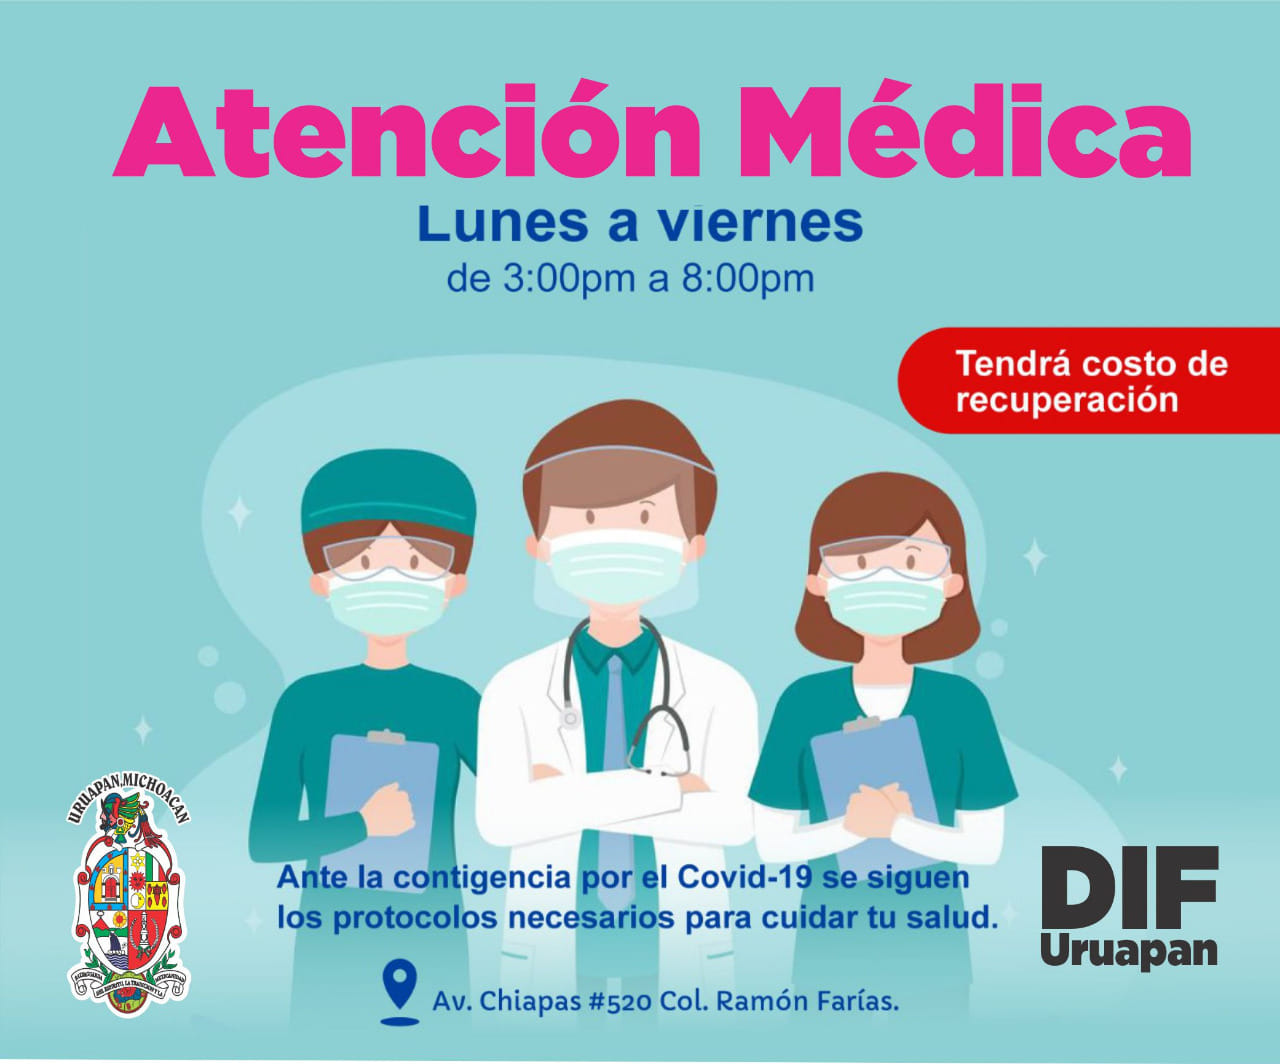 Atención Médica
Lunes a viernes
de 3:00pm a 8:00pm
Tendrá costo de
recuperación
URUAPAN, MICHOACAN
Ante la contigencia por el Covid-19 se siguen
los protocolos necesarios para cuidar tu salud.
DIF
Uruapan
Av. Chiapas #520 Col. Ramón Farías.